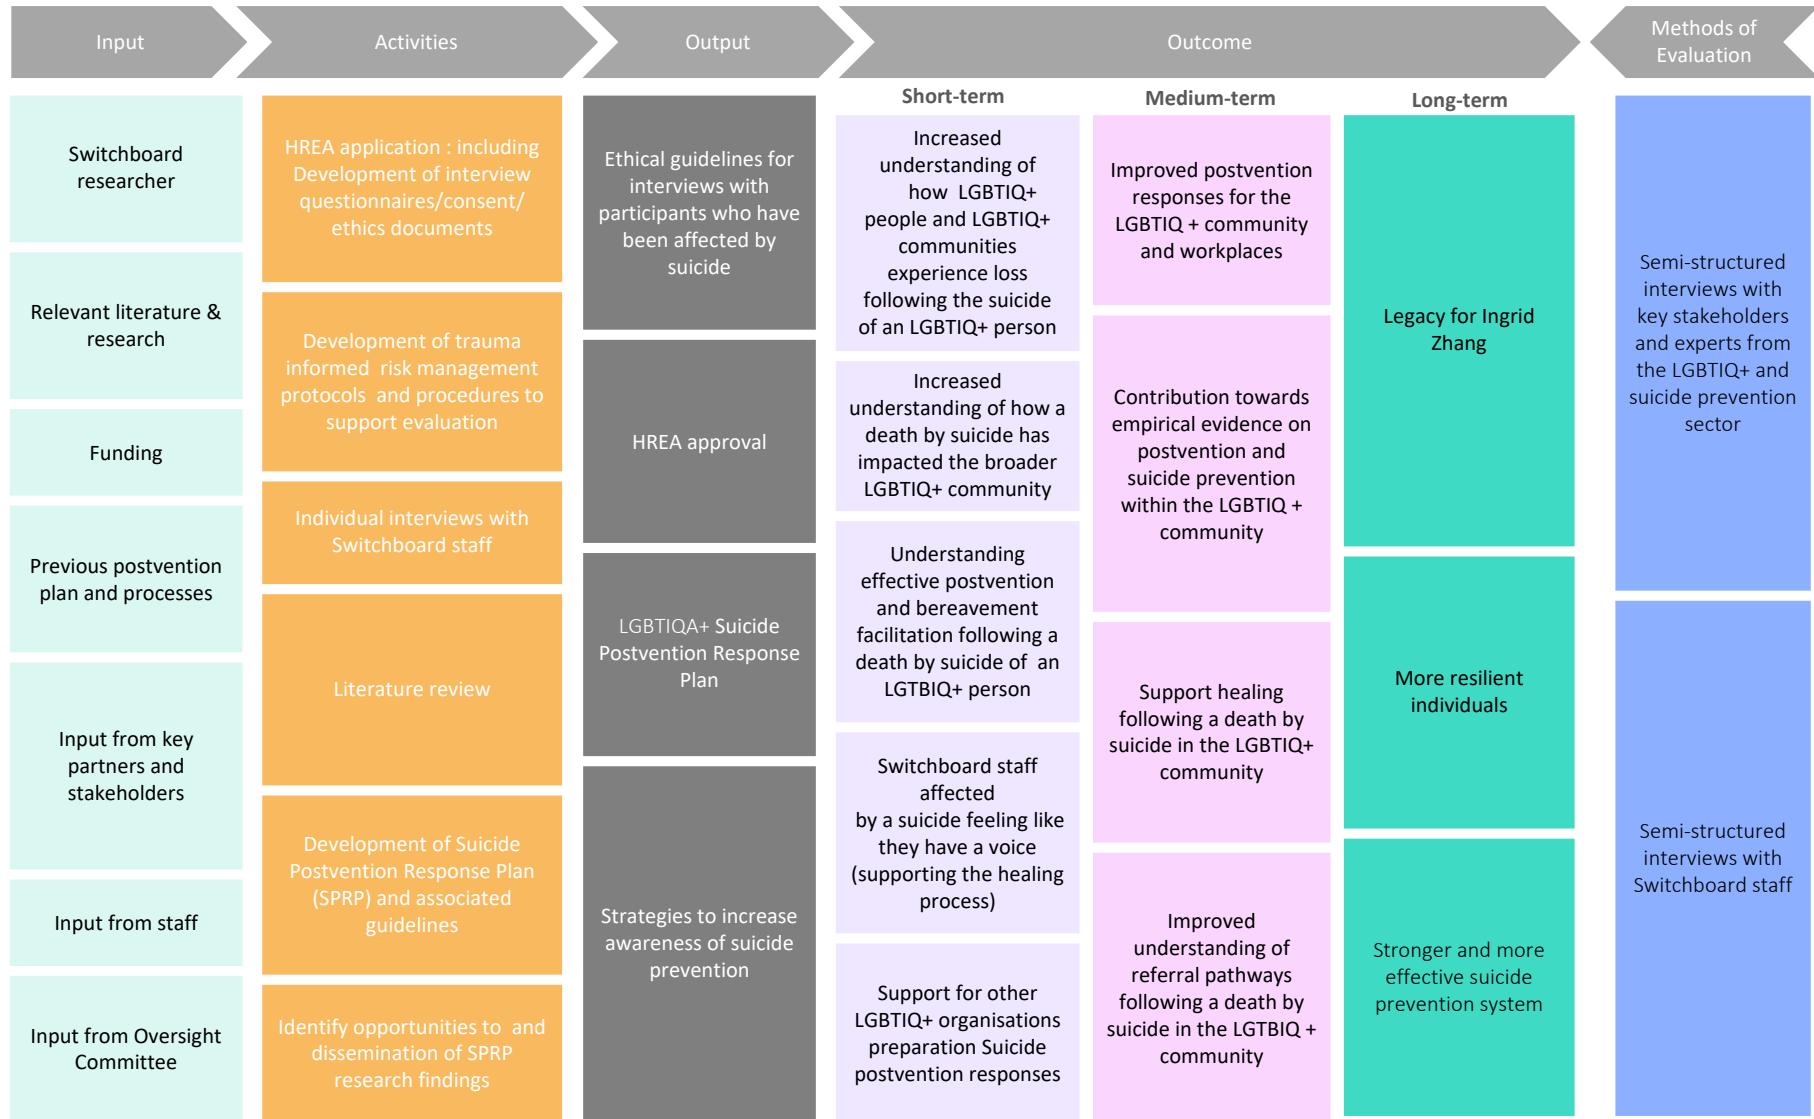 Input
Activities
Output
Outcome
Methods of
Evaluation
Short-term
Medium-term
Long-term
Switchboard
researcher
Relevant literature &
research
Funding
Previous postvention
plan and processes
Input from key
partners and
stakeholders
Input from staff
Input from Oversight
Committee
HREA application : including
Development of interview
questionnaires/consent/
ethics documents
Development of trauma
informed risk management
protocols and procedures to
support evaluation
Individual interviews with
Switchboard staff
Literature review
Development of Suicide
Postvention Response Plan
(SPRP) and associated
guidelines
Identify opportunities to and
dissemination of SPRP
research findings
Ethical guidelines for
interviews with
participants who have
been affected by
suicide
HREA approval
LGBTIQA+ Suicide
Postvention Response
Plan
Strategies to increase
awareness of suicide
prevention
Increased
understanding of
how LGBTIQ+
people and LGBTIQ+
communities
experience loss
following the suicide
of an LGBTIQ+ person
Increased
understanding of how a
death by suicide has
impacted the broader
LGBTIQ+ community
Understanding
effective postvention
and bereavement
facilitation following a
death by suicide of an
LGTBIQ+ person
Switchboard staff
affected
by a suicide feeling like
they have a voice
(supporting the healing
process)
Support for other
LGBTIQ+ organisations
preparation Suicide
postvention responses
Improved postvention
responses for the
LGBTIQ + community
and workplaces
Contribution towards
empirical evidence on
postvention and
suicide prevention
within the LGBTIQ +
community
Support healing
following a death by
suicide in the LGBTIQ+
community
Improved
understanding of
referral pathways
following a death by
suicide in the LGTBIQ +
community
Legacy for Ingrid
Zhang
More resilient
individuals
Stronger and more
effective suicide
prevention system
Semi-structured
interviews with
key stakeholders
and experts from
the LGBTIQ+ and
suicide prevention
sector
Semi-structured
interviews with
Switchboard staff